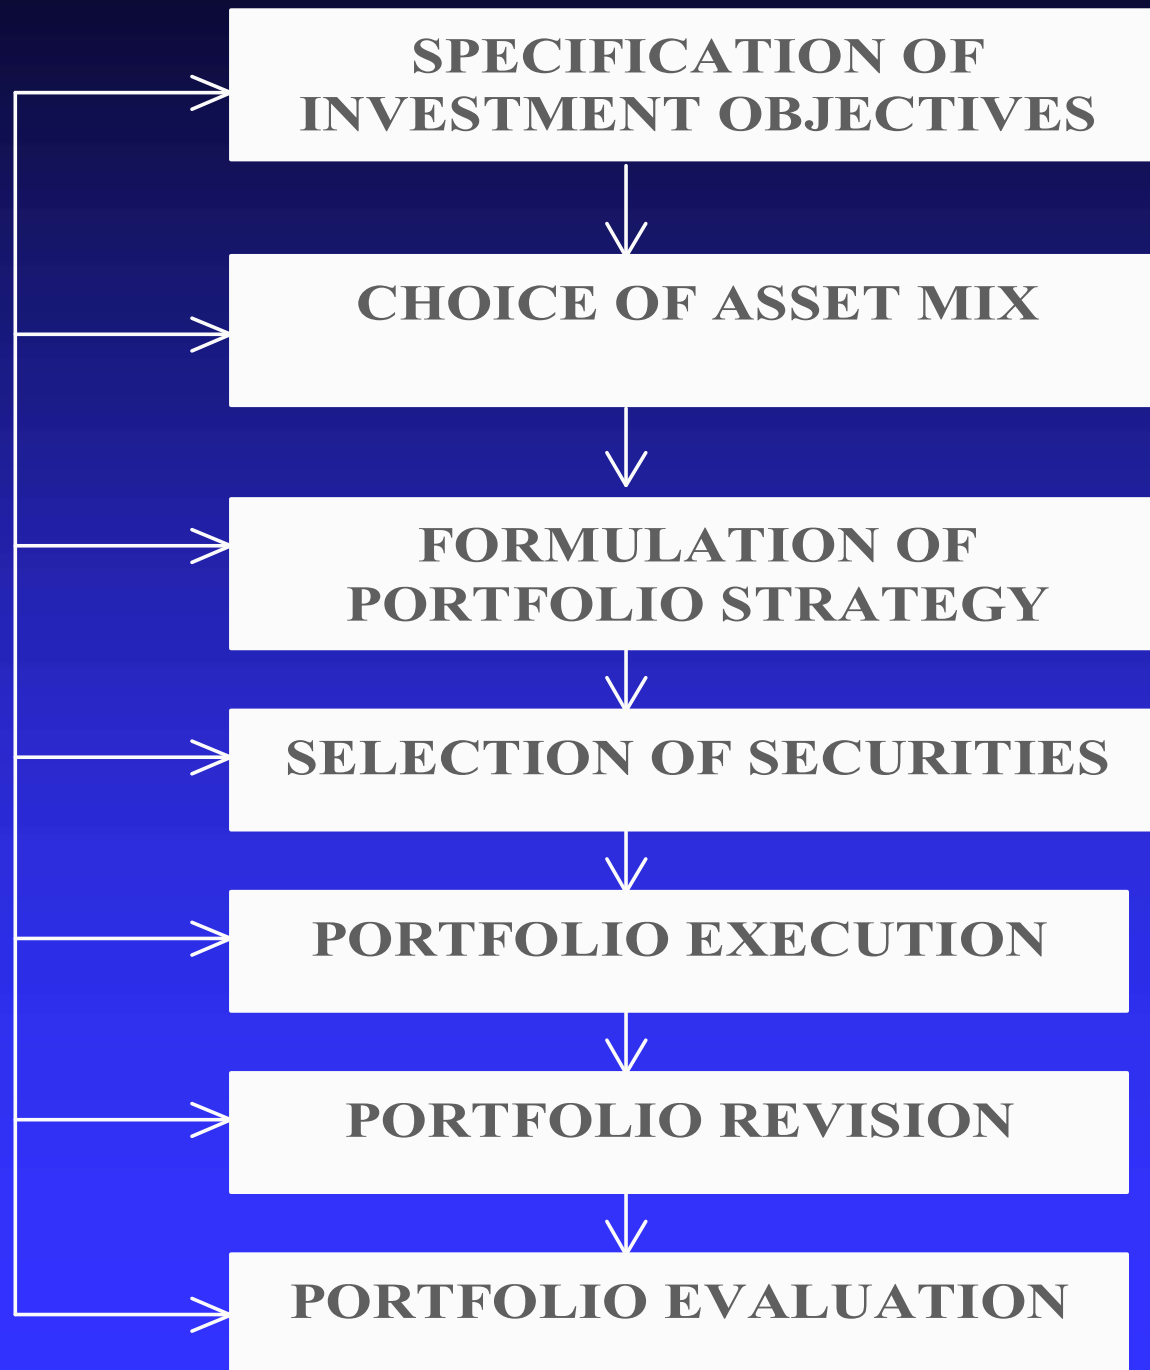 SPECIFICATION OF
INVESTMENT OBJECTIVES
CHOICE OF ASSET MIX
FORMULATION OF
PORTFOLIO STRATEGY
SELECTION OF SECURITIES
PORTFOLIO EXECUTION
PORTFOLIO REVISION
PORTFOLIO EVALUATION